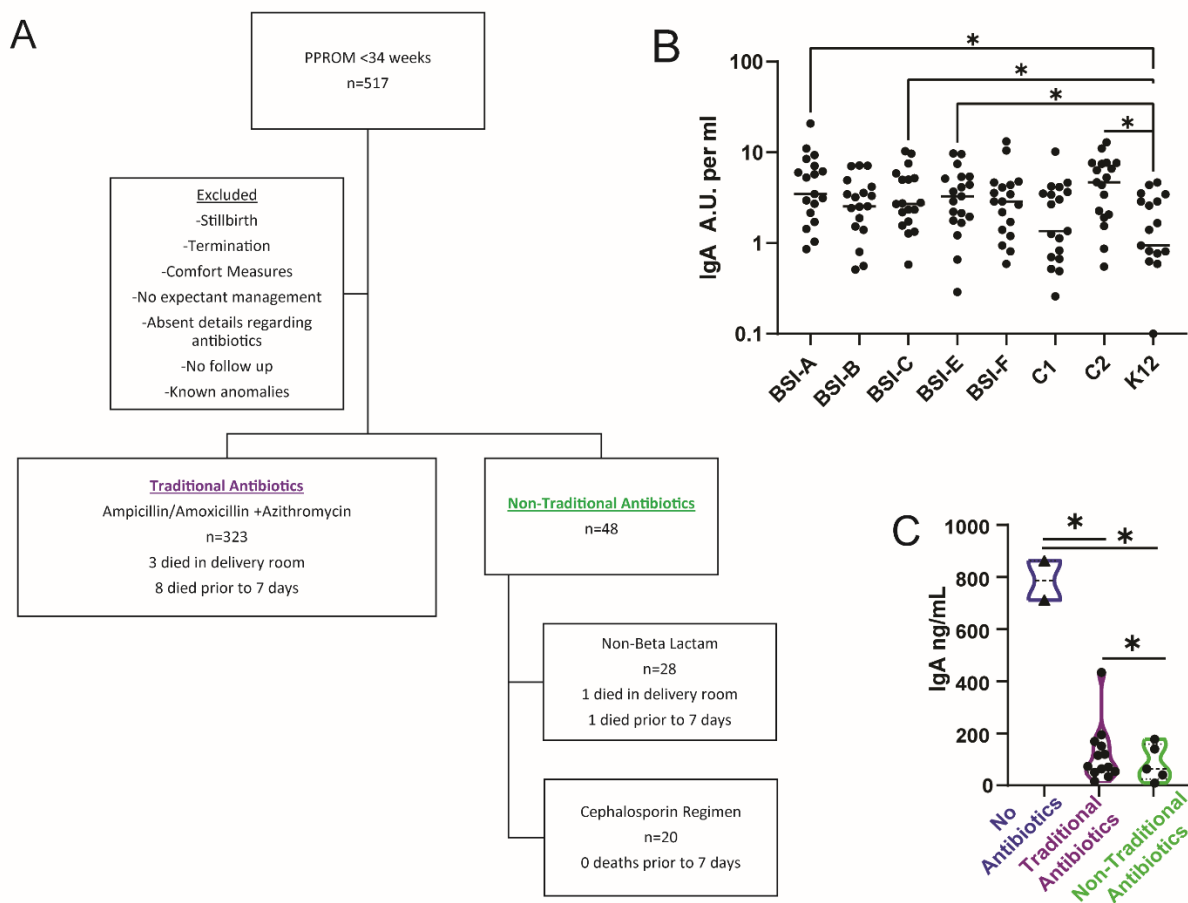 A
PPROM <34 weeks
n=517
Excluded
-Stillbirth
-Termination
-Comfort Measures
-No expectant management
-Absent details regarding
antibiotics
-No follow up
-Known anomalies
Traditional Antibiotics
Ampicillin/Amoxicillin +Azithromycin
n=323
3 died in delivery room
8 died prior to 7 days
Non-Traditional Antibiotics
n=48
Non-Beta Lactam
n=28
1 died in delivery room
1 died prior to 7 days
Cephalosporin Regimen
n=20
0 deaths prior to 7 days
B
IgA A.U. per ml
100
10
1
0.1
*
*
*
*
BSI-A
BSI-B
BSI-C
BSI-E
BSI-F
C1
C2
K12
C
IgA ng/mL
1000
800
600
400
200
0
*
*
*
No
Antibiotics
Traditional
Antibiotics
Non-Traditional
Antibiotics